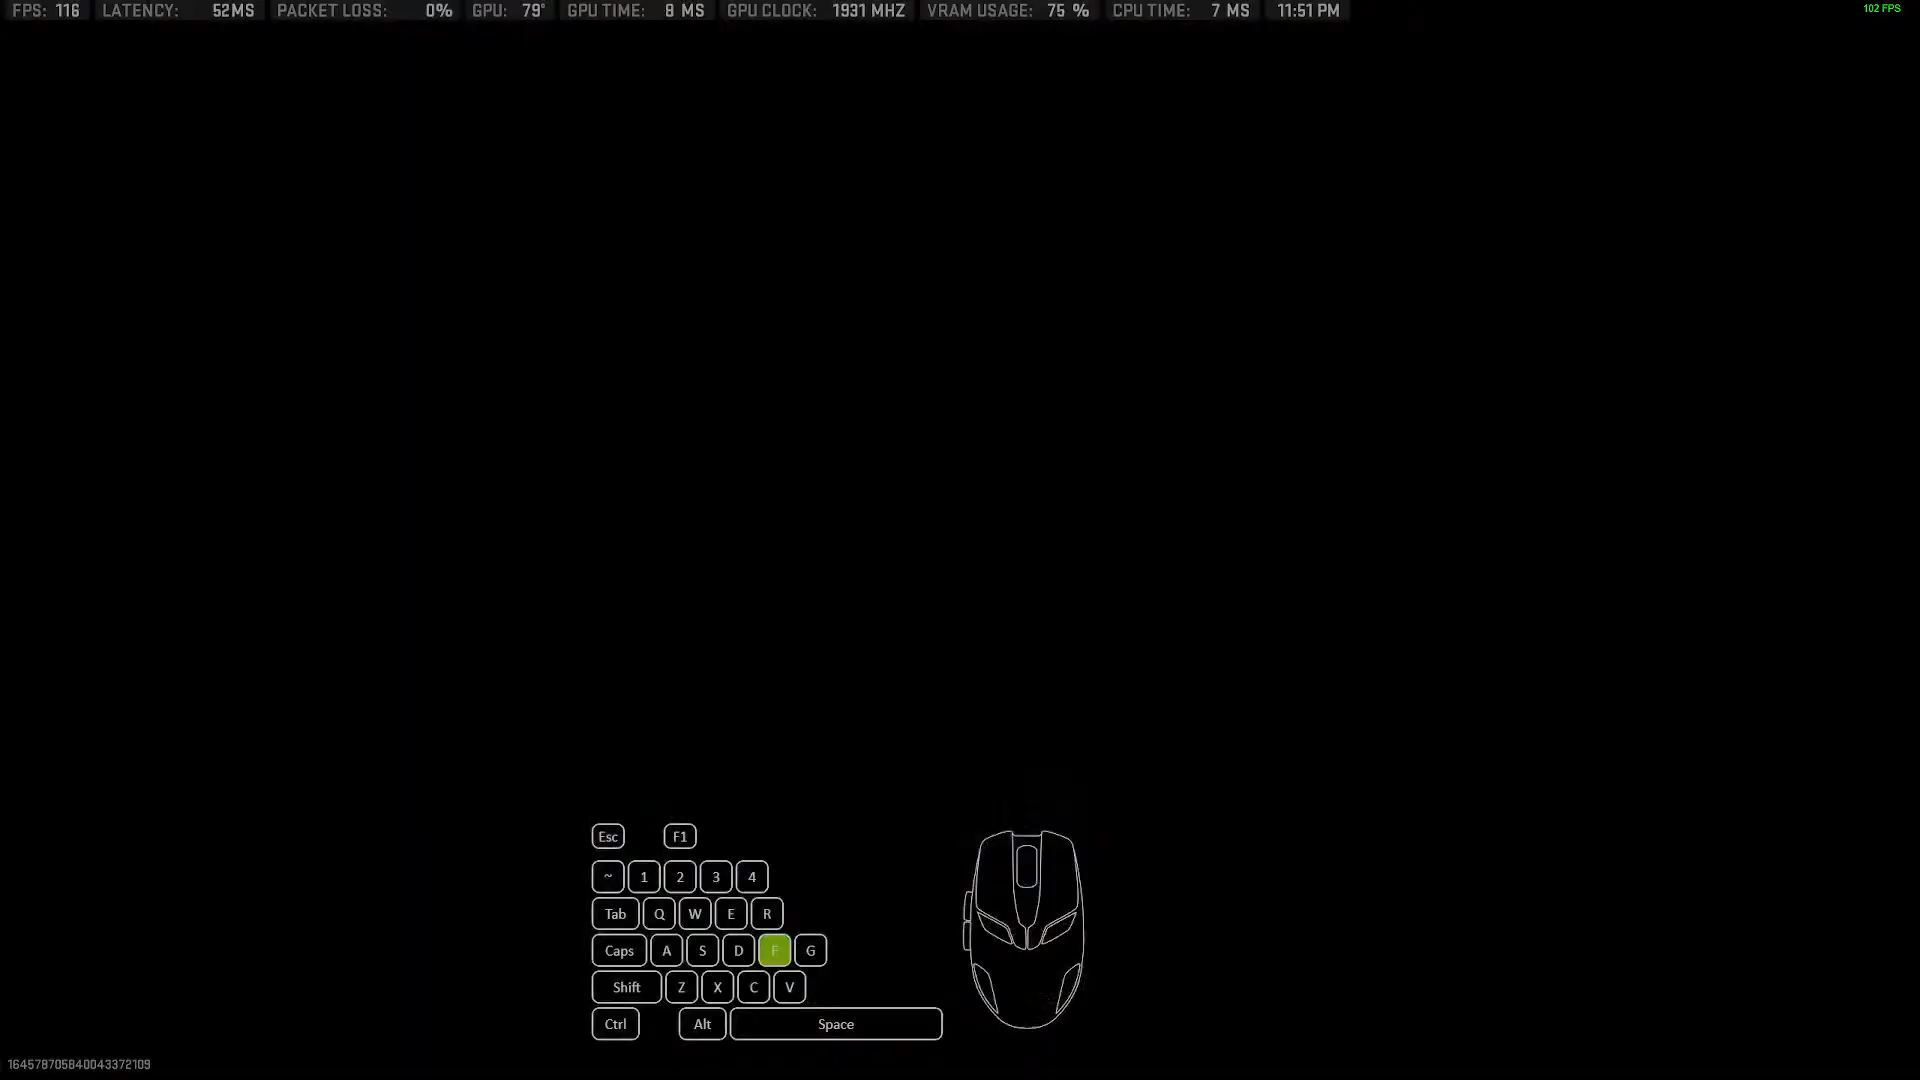 FPS: 116 LATENCY: 52MS PACKET LOSS: 0% GPU: 79° GPU TIME: 8 MS GPU CLOCK: 1931 MHZ VRAM USAGE: 75 % CPU TIME: 7 MS 11:51 PM 102 FPS
Esc F1
~ 1 2 3 4
Tab Q W E R
Caps A S D F G
Shift Z X C V
Ctrl Alt Space
16457870584004337​2109